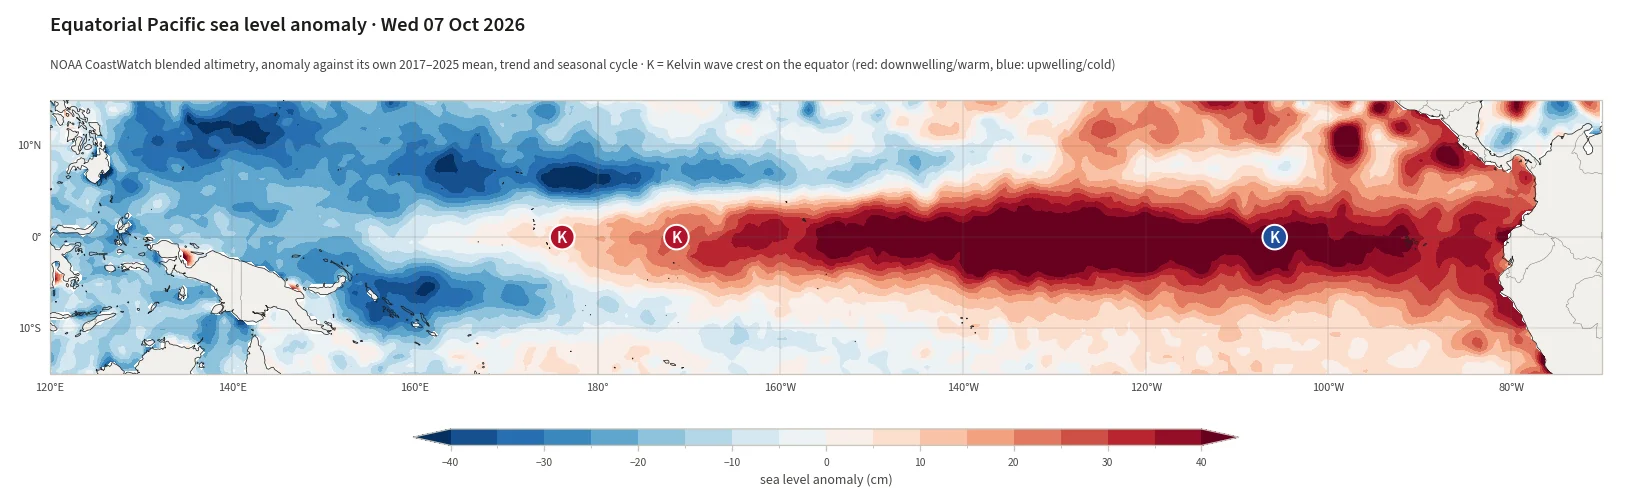 Equatorial Pacific sea level anomaly · Wed 07 Oct 2026
NOAA CoastWatch blended altimetry, anomaly against its own 2017–2025 mean, trend and seasonal cycle · K = Kelvin wave crest on the equator (red: downwelling/warm, blue: upwelling/cold)
10°N
0°
10°S
K K K
120°E 140°E 160°E 180° 160°W 140°W 120°W 100°W 80°W
−40 −30 −20 −10 0 10 20 30 40
sea level anomaly (cm)